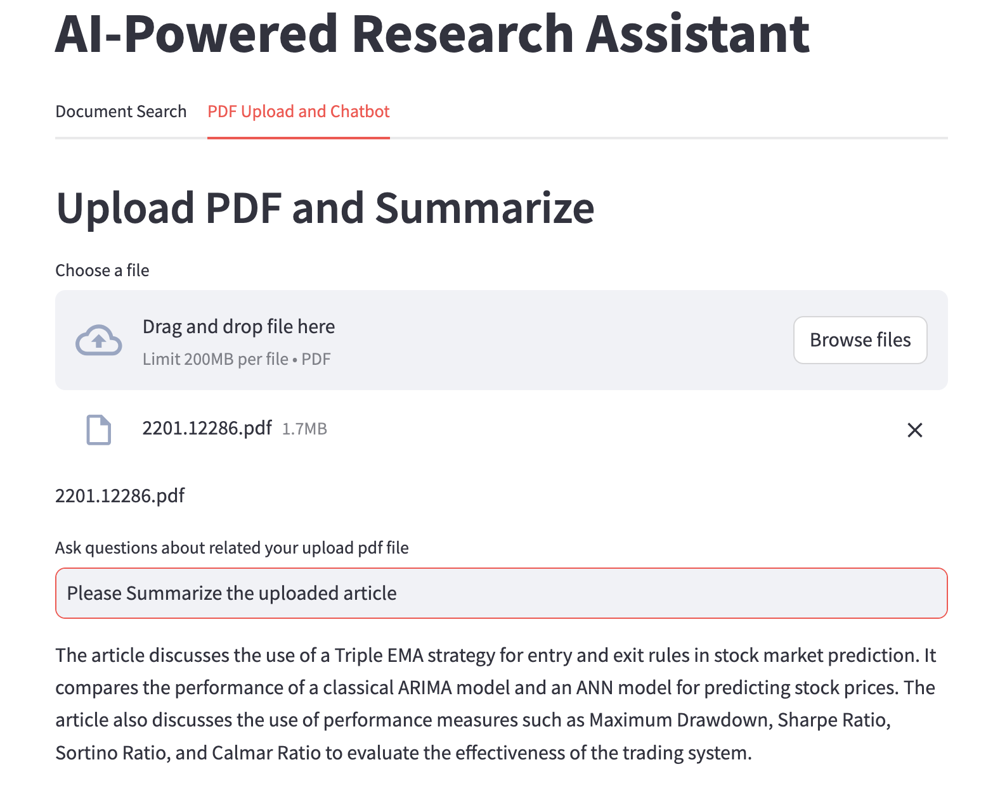 AI-Powered Research Assistant
Document Search PDF Upload and Chatbot
Upload PDF and Summarize
Choose a file
Drag and drop file here
Limit 200MB per file • PDF
Browse files
2201.12286.pdf 1.7MB
2201.12286.pdf
Ask questions about related your upload pdf file
Please Summarize the uploaded article
The article discusses the use of a Triple EMA strategy for entry and exit rules in stock market prediction. It
compares the performance of a classical ARIMA model and an ANN model for predicting stock prices. The
article also discusses the use of performance measures such as Maximum Drawdown, Sharpe Ratio,
Sortino Ratio, and Calmar Ratio to evaluate the effectiveness of the trading system.